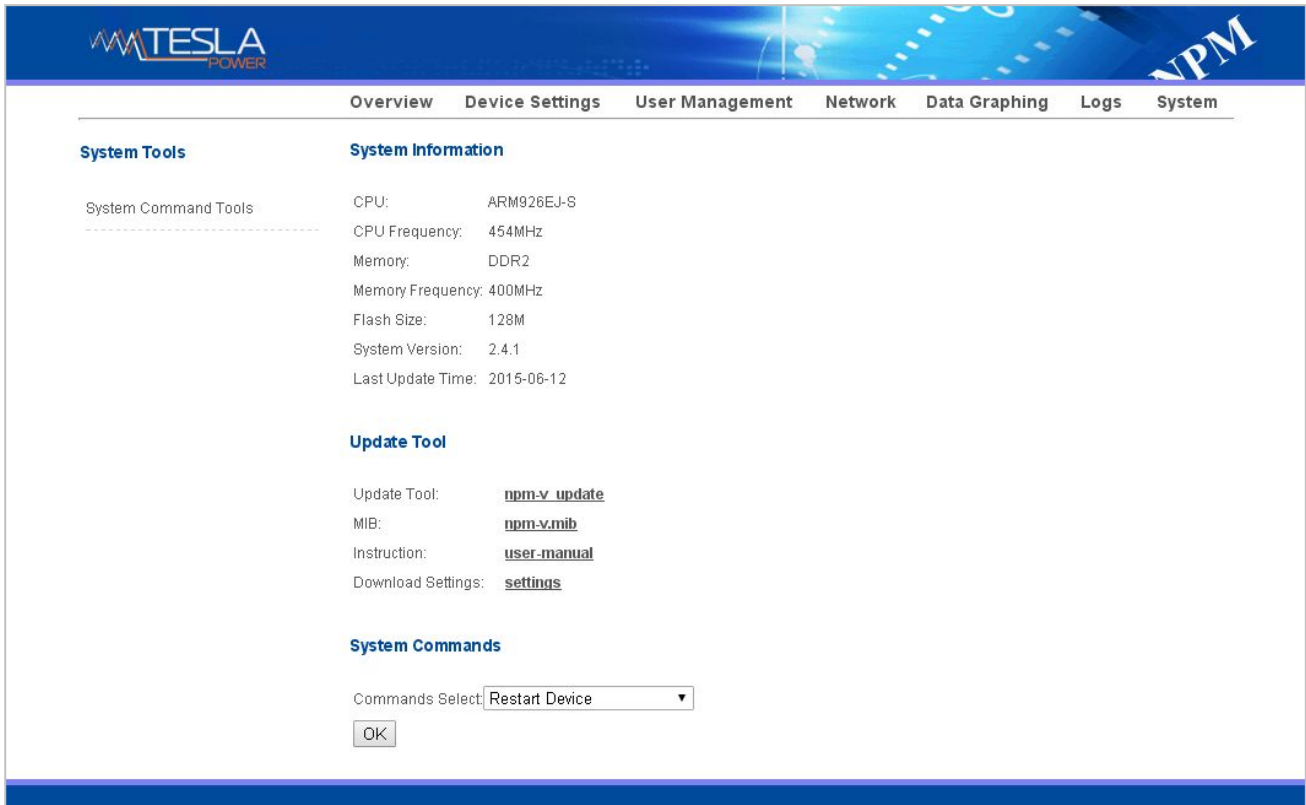 TESLA
POWER
NPM
Overview Device Settings User Management Network Data Graphing Logs System
System Tools
System Command Tools
System Information
CPU: ARM926EJ-S
CPU Frequency: 454MHz
Memory: DDR2
Memory Frequency: 400MHz
Flash Size: 128M
System Version: 2.4.1
Last Update Time: 2015-06-12
Update Tool
Update Tool: npm-v_update
MIB: npm-v.mib
Instruction: user-manual
Download Settings: settings
System Commands
Commands Select: Restart Device
OK